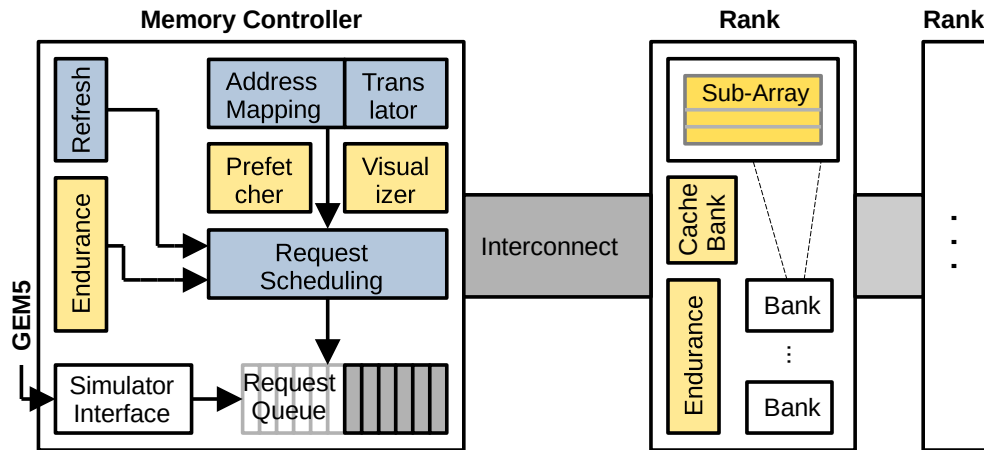 Memory Controller
Rank
Rank
Refresh
Address
Mapping
Trans
lator
Prefet
cher
Visual
izer
Endurance
Request
Scheduling
GEM5
Simulator
Interface
Request
Queue
Interconnect
Sub-Array
Cache
Bank
Endurance
Bank
...
Bank
...